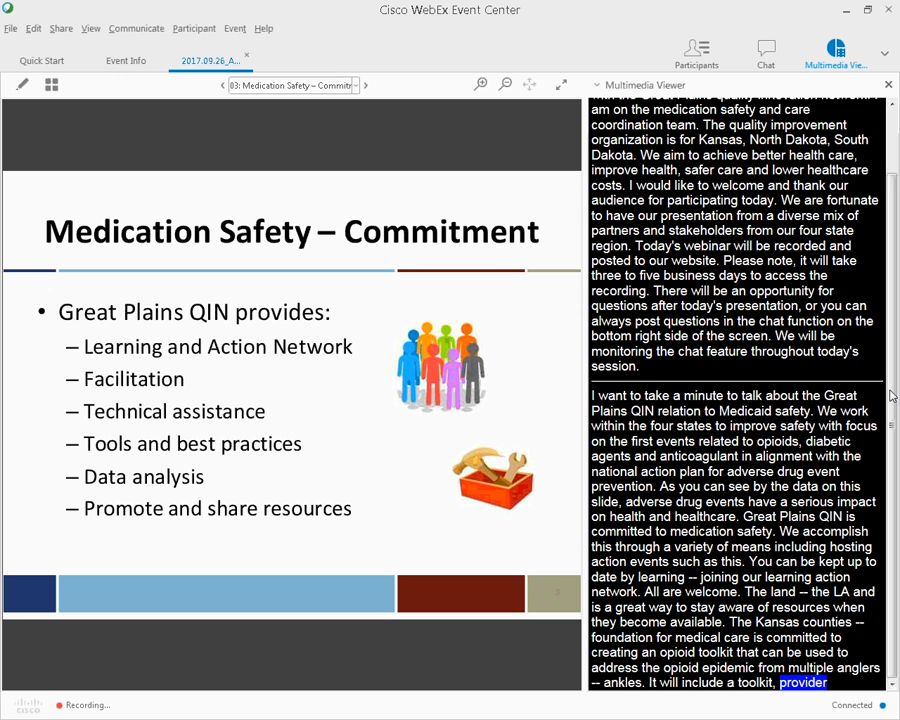 Cisco WebEx Event Center
File Edit Share View Communicate Participant Event Help
Quick Start Event Info 2017.09.26_A... Participants Chat Multimedia Vie...
03: Medication Safety – Commitm
Multimedia Viewer
Medication Safety – Commitment
• Great Plains QIN provides:
– Learning and Action Network
– Facilitation
– Technical assistance
– Tools and best practices
– Data analysis
– Promote and share resources
3
with the Great Plains quality innovation network. I
am on the medication safety and care
coordination team. The quality improvement
organization is for Kansas, North Dakota, South
Dakota. We aim to achieve better health care,
improve health, safer care and lower healthcare
costs. I would like to welcome and thank our
audience for participating today. We are fortunate
to have our presentation from a diverse mix of
partners and stakeholders from our four state
region. Today's webinar will be recorded and
posted to our website. Please note, it will take
three to five business days to access the
recording. There will be an opportunity for
questions after today's presentation, or you can
always post questions in the chat function on the
bottom right side of the screen. We will be
monitoring the chat feature throughout today's
session.
I want to take a minute to talk about the Great
Plains QIN relation to Medicaid safety. We work
within the four states to improve safety with focus
on the first events related to opioids, diabetic
agents and anticoagulant in alignment with the
national action plan for adverse drug event
prevention. As you can see by the data on this
slide, adverse drug events have a serious impact
on health and healthcare. Great Plains QIN is
committed to medication safety. We accomplish
this through a variety of means including hosting
action events such as this. You can be kept up to
date by learning -- joining our learning action
network. All are welcome. The land -- the LA and
is a great way to stay aware of resources when
they become available. The Kansas counties --
foundation for medical care is committed to
creating an opioid toolkit that can be used to
address the opioid epidemic from multiple anglers
-- ankles. It will include a toolkit, provider
cisco Recording... Connected